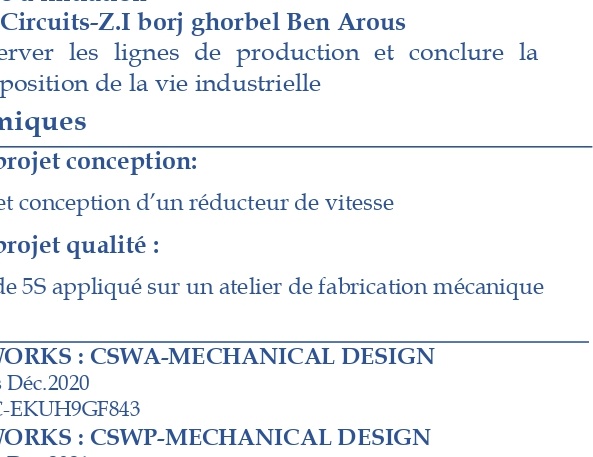 Circuits-Z.I borj ghorbel Ben Arous
erver les lignes de production et conclure la
position de la vie industrielle
miques
projet conception:
et conception d’un réducteur de vitesse
projet qualité :
de 5S appliqué sur un atelier de fabrication mécanique
WORKS : CSWA-MECHANICAL DESIGN
s Déc.2020
C-EKUH9GF843
WORKS : CSWP-MECHANICAL DESIGN